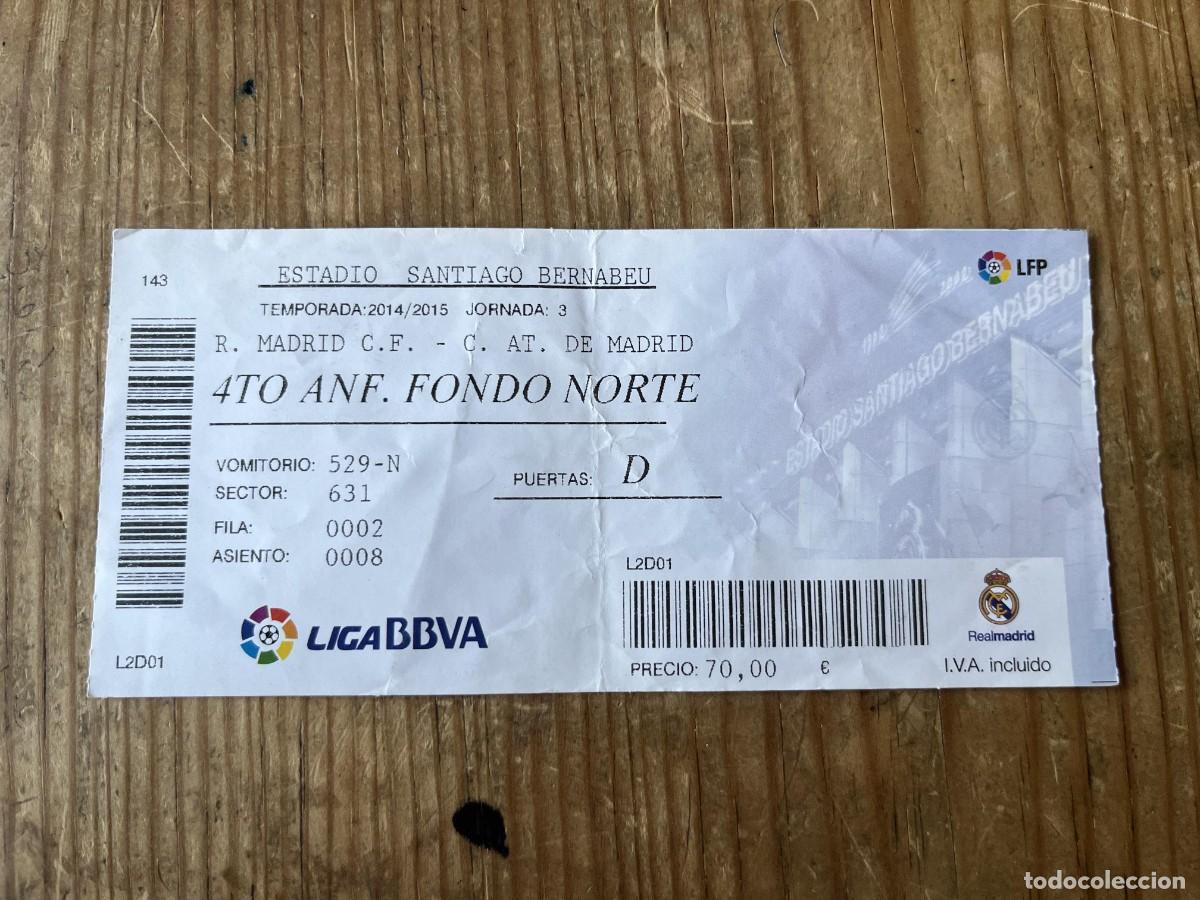 143
ESTADIO SANTIAGO BERNABEU
LFP
TEMPORADA:2014/2015 JORNADA: 3
R. MADRID C.F. - C. AT. DE MADRID
4TO ANF. FONDO NORTE
ESTADIO SANTIAGO BERNABEU
VOMITORIO: 529-N
SECTOR: 631
PUERTAS: D
FILA: 0002
ASIENTO: 0008
L2D01
LIGA BBVA
Realmadrid
L2D01
PRECIO: 70,00 €
I.V.A. incluido
todocoleccion